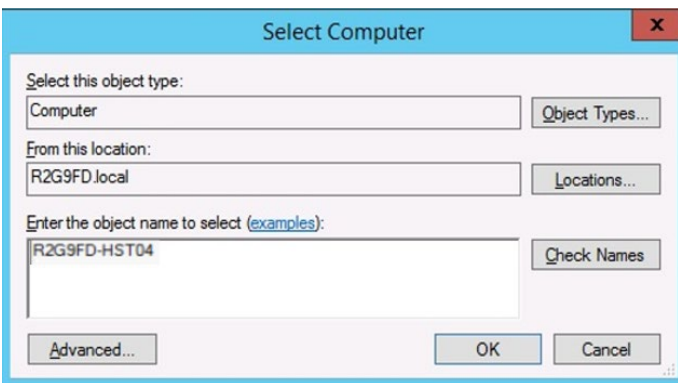 Select Computer
x
Select this object type:
Computer
Object Types...
From this location:
R2G9FD.local
Locations...
Enter the object name to select (examples):
R2G9FD-HST04
Check Names
Advanced...
OK
Cancel